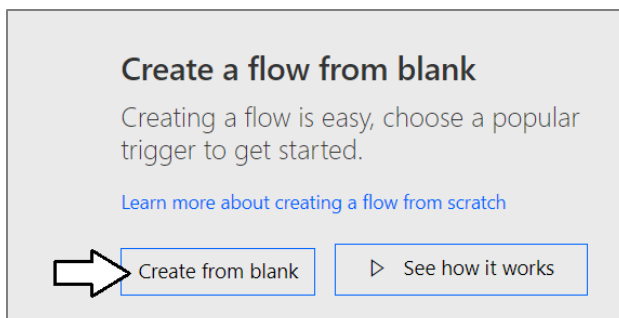 Create a flow from blank
Creating a flow is easy, choose a popular
trigger to get started.
Learn more about creating a flow from scratch
Create from blank
See how it works